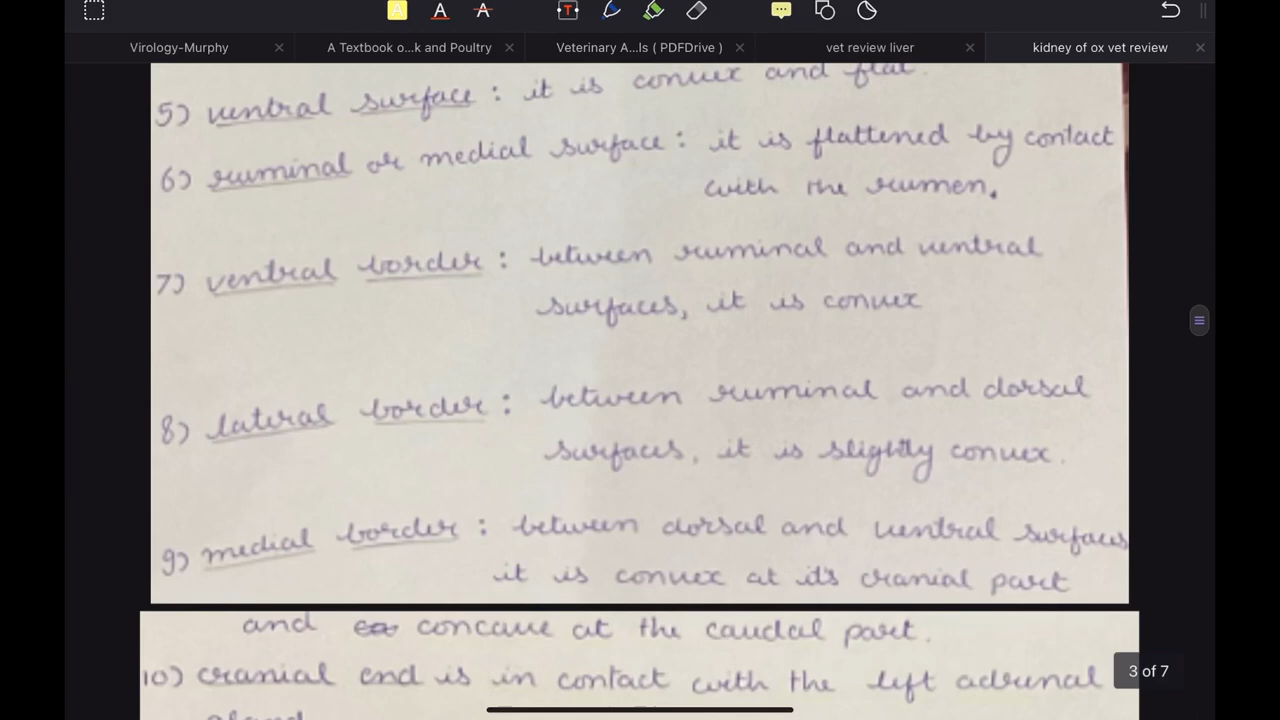 T
Virology-Murphy
A Textbook o...k and Poultry
Veterinary A...ls ( PDFDrive )
vet review liver
kidney of ox vet review
5) ventral surface : it is convex and flat.
6) ruminal or medial surface : it is flattened by contact
with the rumen.
7) ventral border : between ruminal and ventral
surfaces, it is convex
8) lateral border : between ruminal and dorsal
surfaces, it is slightly convex.
9) medial border : between dorsal and ventral surfaces
it is convex at it's cranial part
and concave at the caudal part.
10) cranial end is in contact with the left adrenal
gland
3 of 7